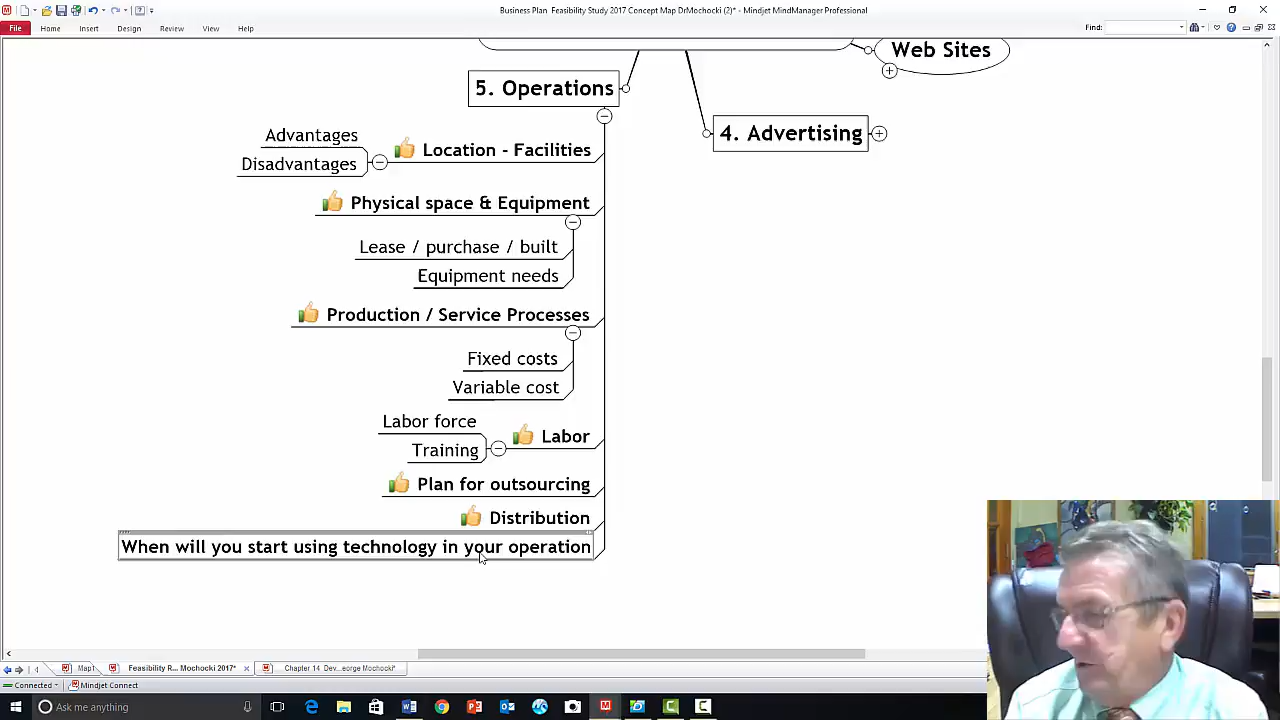 Business Plan Feasibility Study 2017 Concept Map DrMochocki (2)* - Mindjet MindManager Professional
File Home Insert Design Review View Help
Find:
Web Sites
5. Operations
4. Advertising
Advantages
Location - Facilities
Disadvantages
Physical space & Equipment
Lease / purchase / built
Equipment needs
Production / Service Processes
Fixed costs
Variable cost
Labor force
Labor
Training
Plan for outsourcing
Distribution
When will you start using technology in your operation
Map1 Feasibility R... Mochocki 2017* Chapter 14 Dev...eorge Mochocki*
Connected Mindjet Connect
Ask me anything